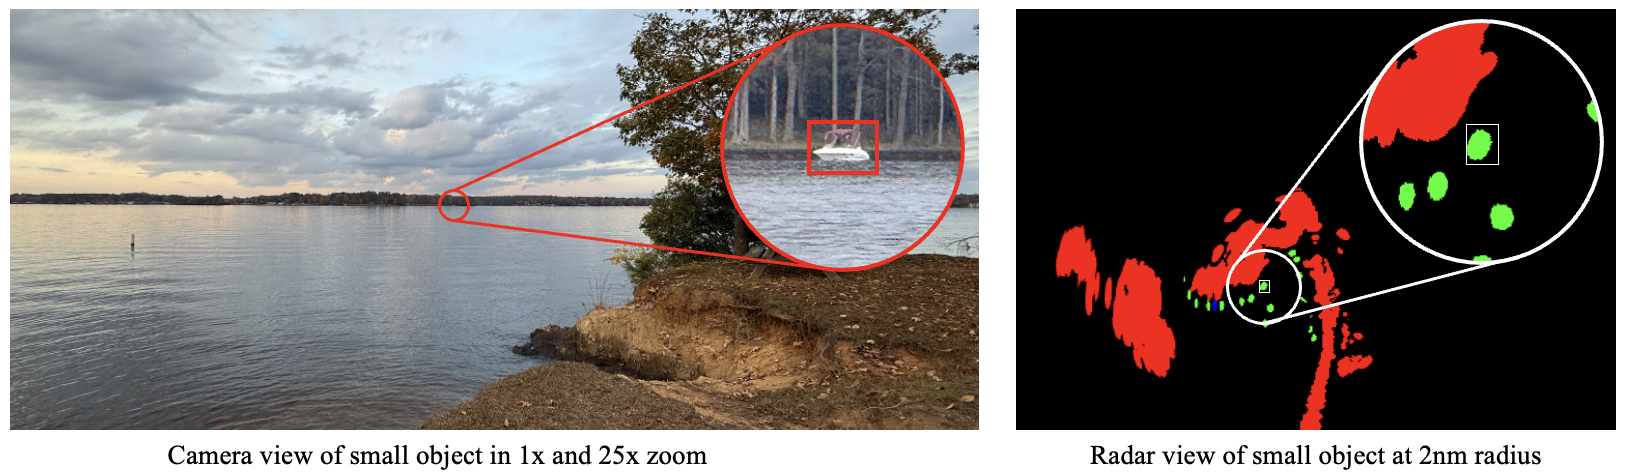 Camera view of small object in 1x and 25x zoom
Radar view of small object at 2nm radius